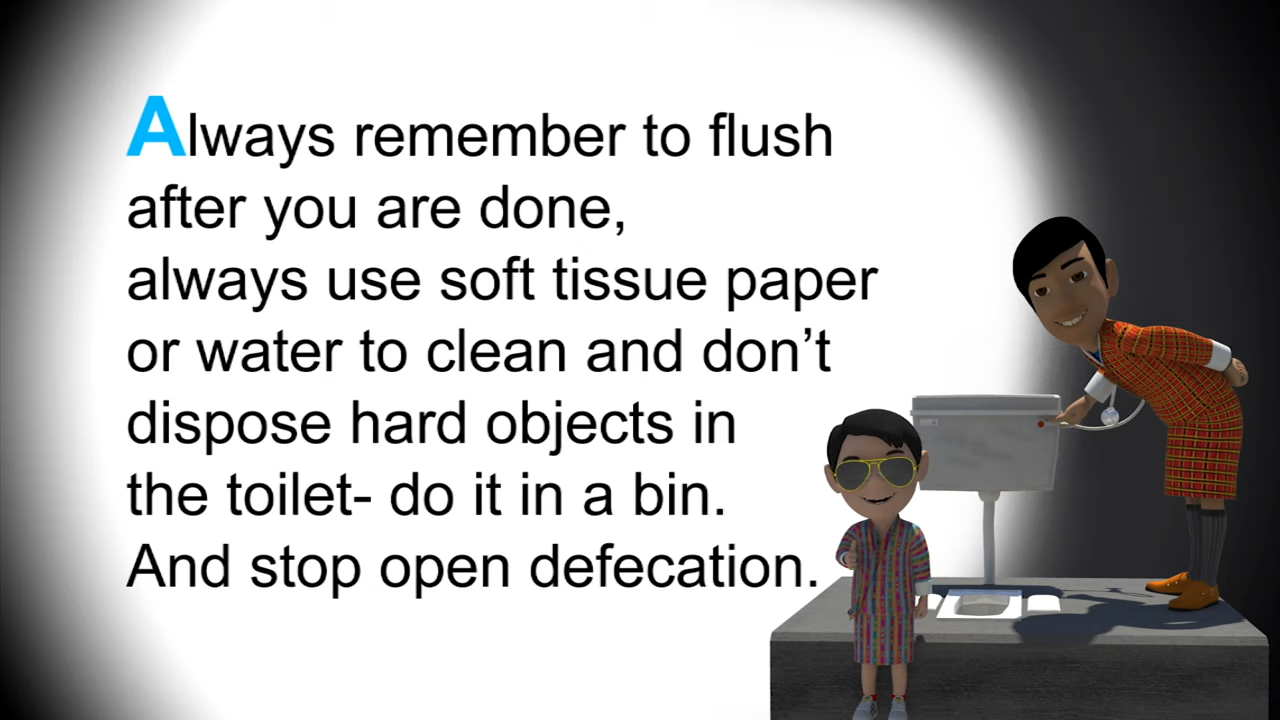 Always remember to flush
after you are done,
always use soft tissue paper
or water to clean and don’t
dispose hard objects in
the toilet- do it in a bin.
And stop open defecation.